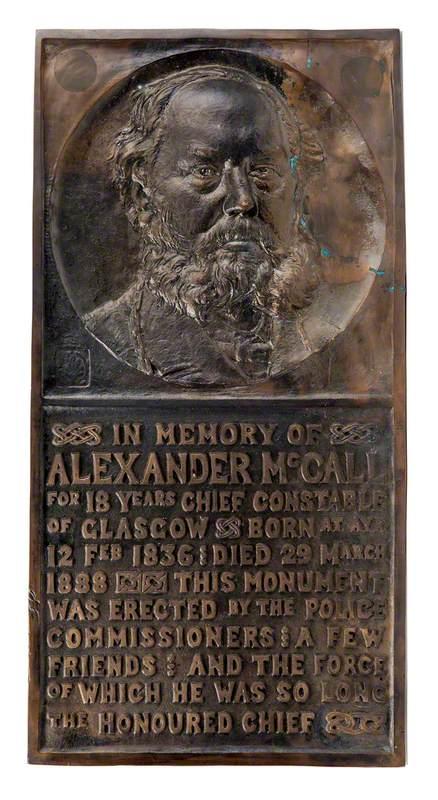 IN MEMORY OF
ALEXANDER McCALL
FOR 18 YEARS CHIEF CONSTABLE
OF GLASGOW BORN AT AYR
12 FEB 1836 : DIED 29 MARCH
1888 THIS MONUMENT
WAS ERECTED BY THE POLICE
COMMISSIONERS : A FEW
FRIENDS : AND THE FORCE
OF WHICH HE WAS SO LONG
THE HONOURED CHIEF